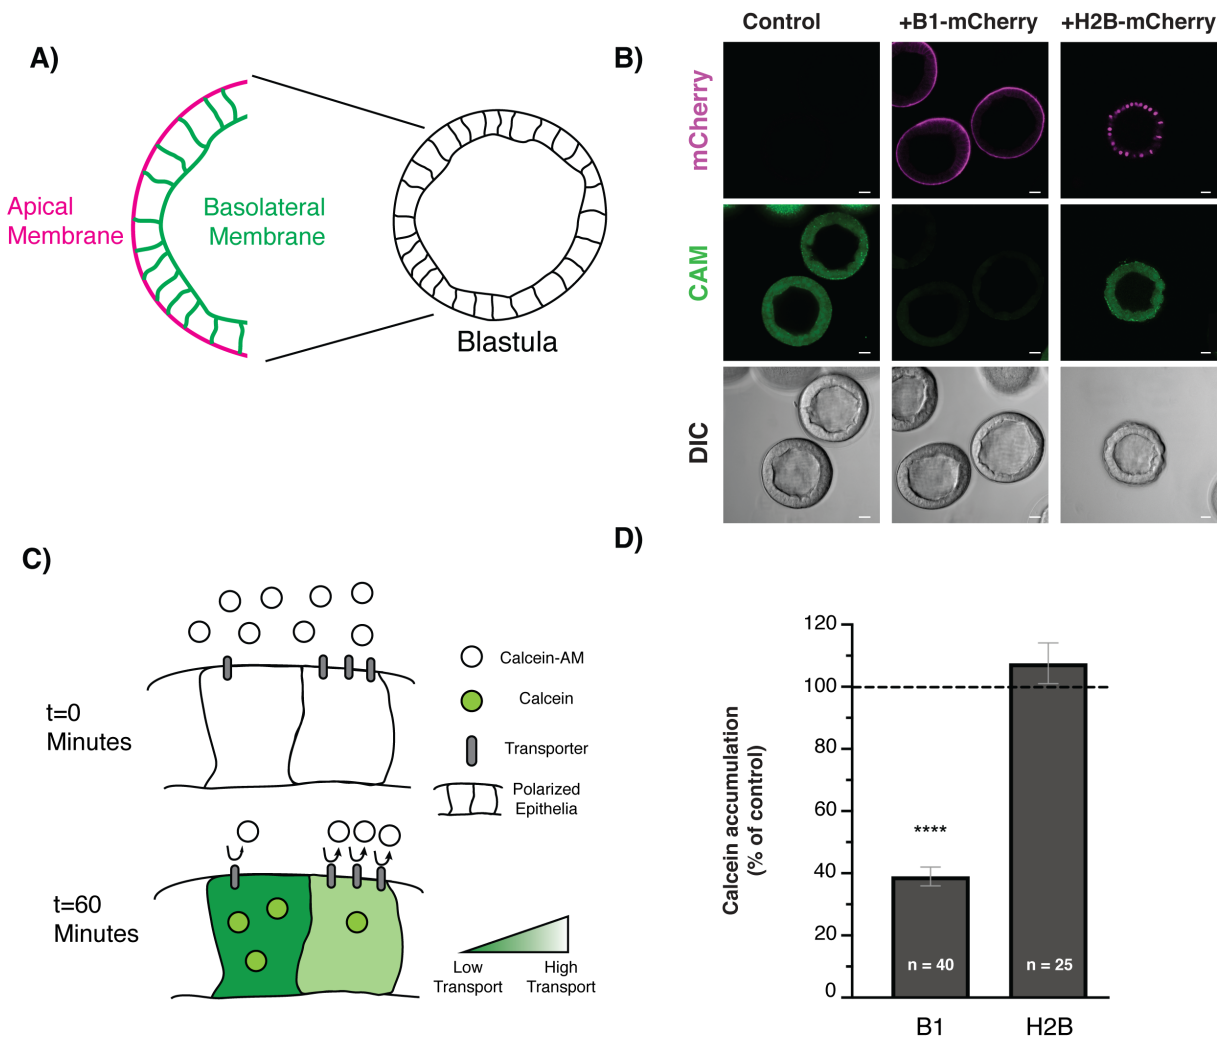 A)
Apical
Membrane
Basolateral
Membrane
Blastula
B)
Control
+B1-mCherry
+H2B-mCherry
mCherry
CAM
DIC
C)
t=0
Minutes
Calcein-AM
Calcein
Transporter
Polarized
Epithelia
t=60
Minutes
Low
Transport
High
Transport
D)
Calcein accumulation
(% of control)
120
100
80
60
40
20
0
****
n = 40
n = 25
B1
H2B